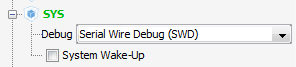 SYS
Debug Serial Wire Debug (SWD)
System Wake-Up